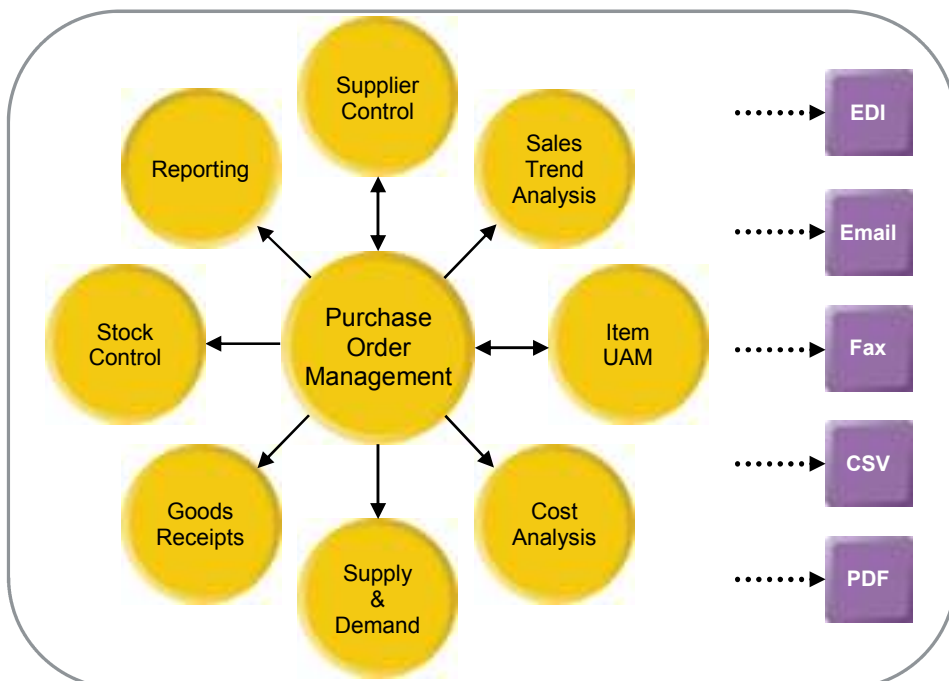 Supplier
Control
Sales
Trend
Analysis
Reporting
Purchase
Order
Management
Item
UAM
Stock
Control
Goods
Receipts
Cost
Analysis
Supply
&
Demand
EDI
Email
Fax
CSV
PDF